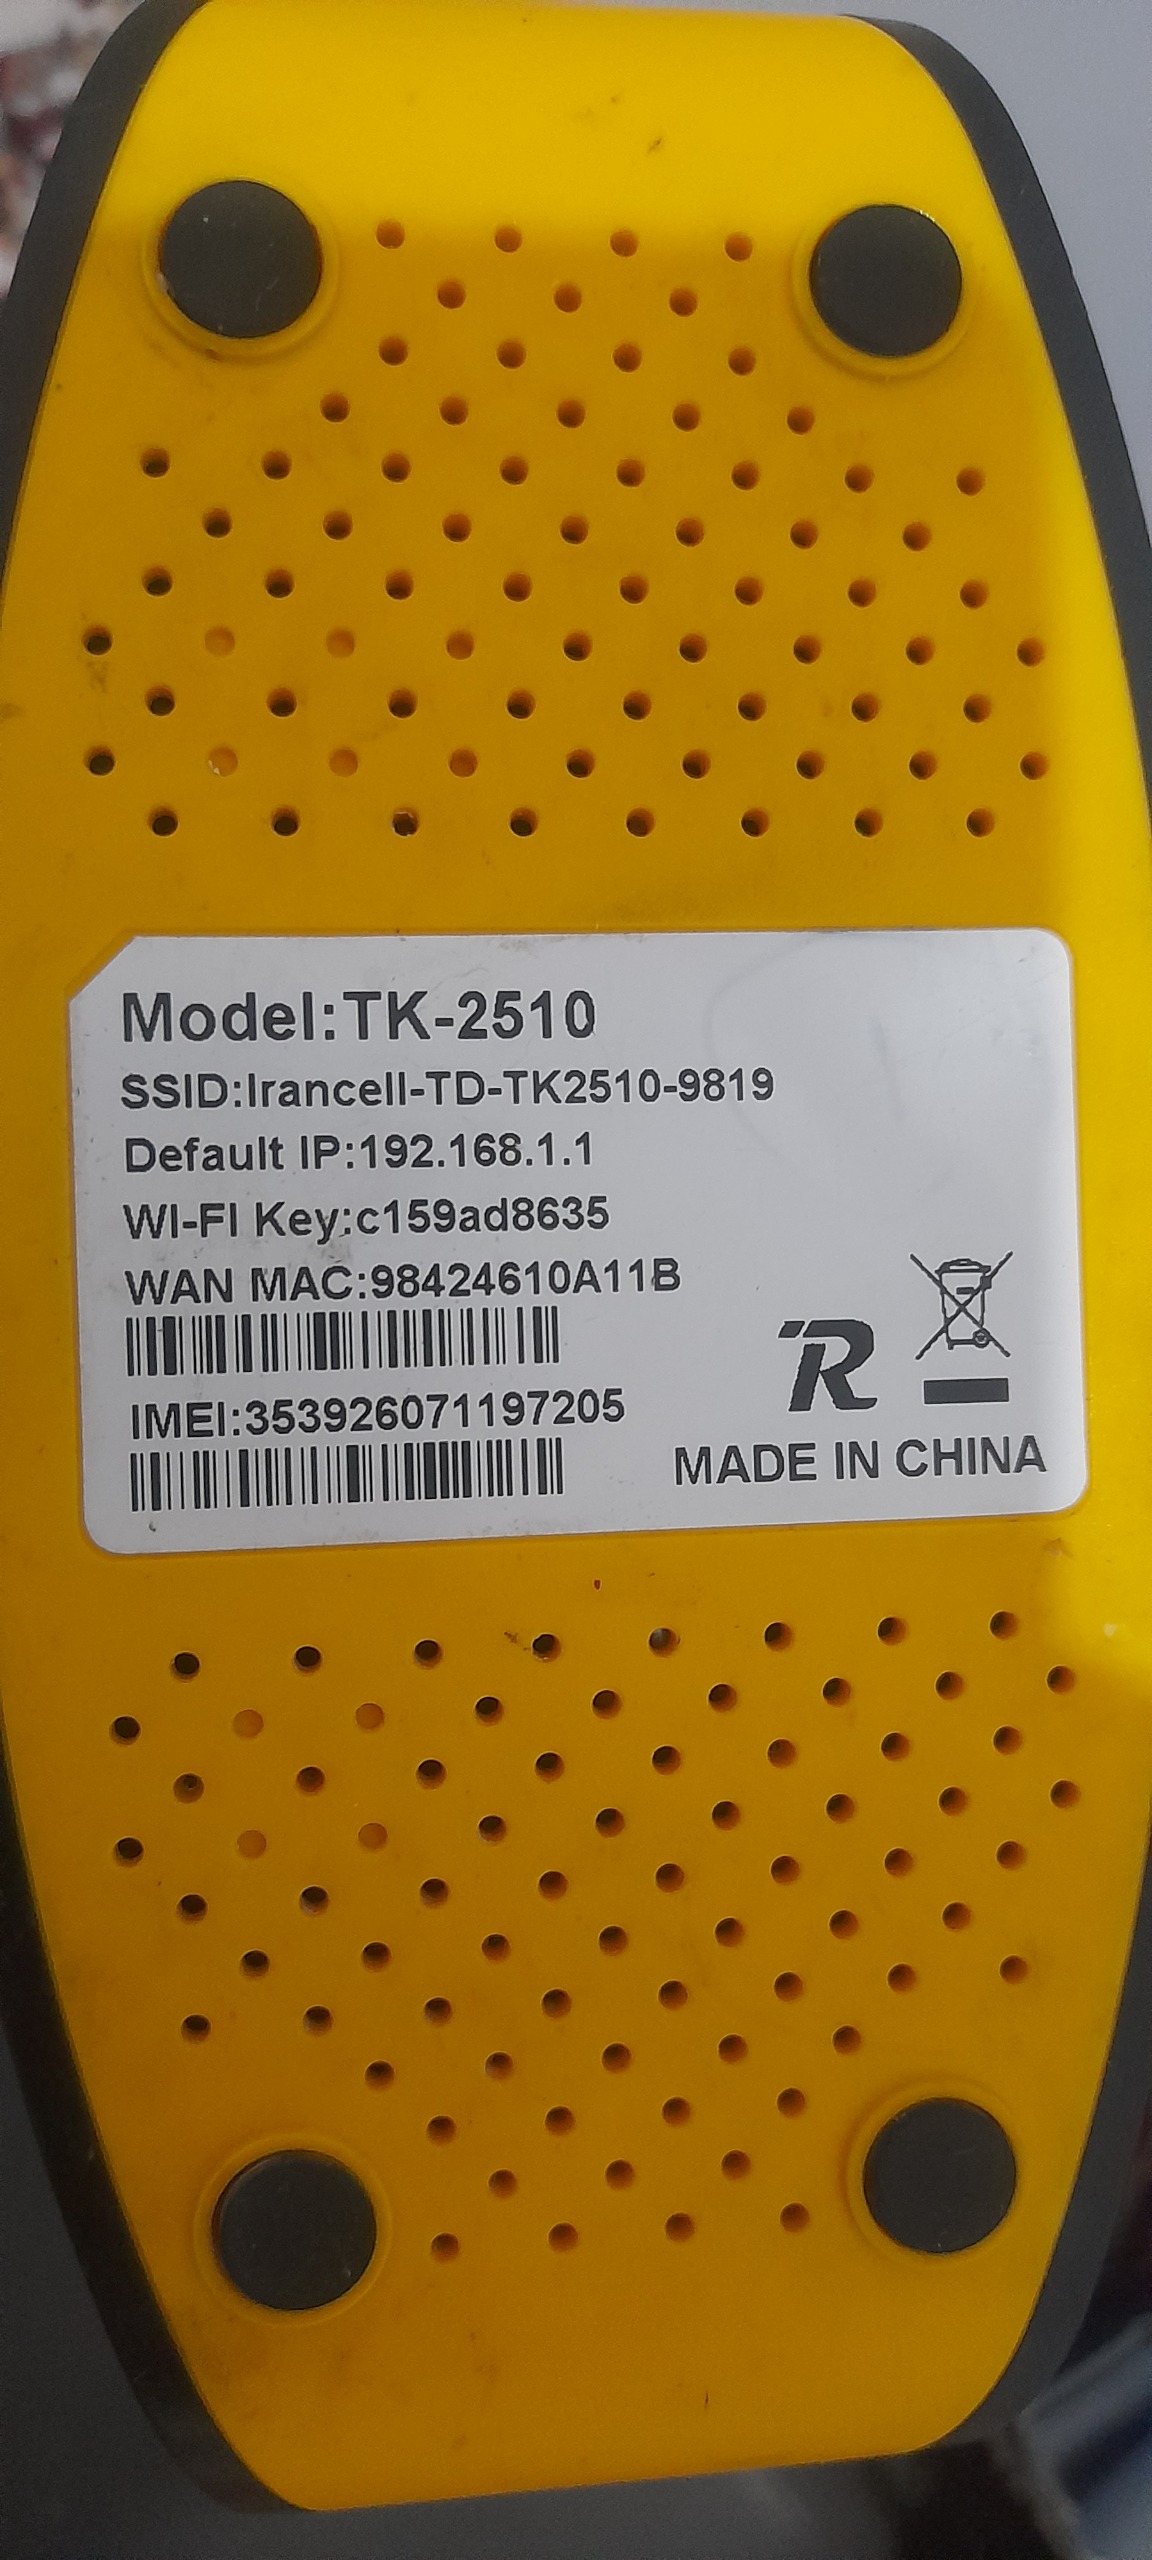 Model:TK-2510
SSID:Irancell-TD-TK2510-9819
Default IP:192.168.1.1
WI-FI Key:c159ad8635
WAN MAC:98424610A11B
IMEI:353926071197205
R
MADE IN CHINA